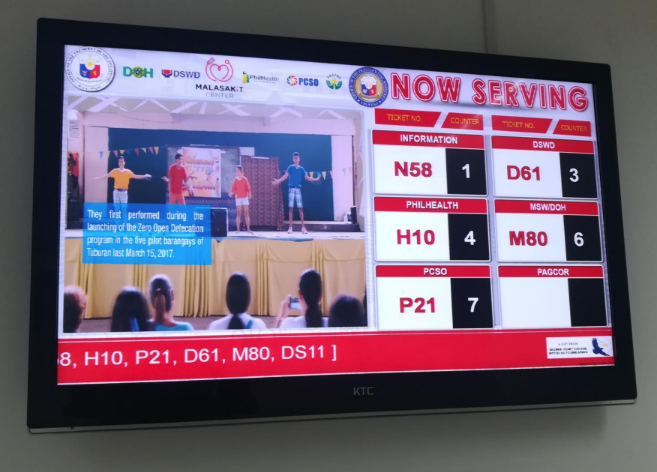 DOH
DSWD
MALASAKIT
CENTER
PhilHealth
PCSO
NOW SERVING
TICKET NO.
COUNTER
TICKET NO.
COUNTER
INFORMATION
N58
1
DSWD
D61
3
PHILHEALTH
H10
4
MSW/DOH
M80
6
PCSO
P21
7
PAGCOR
They first performed during the
launching of the Zero Open Defecation
program in the five pilot barangays of
Tuburan last March 15, 2017.
8, H10, P21, D61, M80, DS11 ]
KTC